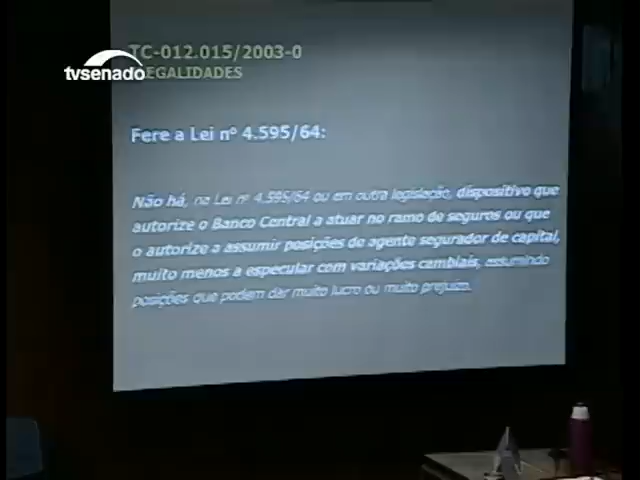 TC-012.015/2003-0
tvsenado
EGALIDADES
Fere a Lei nº 4.595/64:
Não há, na Lei nº 4.595/64 ou em outra legislação, dispositivo que
autorize o Banco Central a atuar no ramo de seguros ou que
o autorize a assumir posições de agente segurador de capital,
muito menos a especular com variações cambiais, assumindo
posições que podem dar muito lucro ou muito prejuízo.